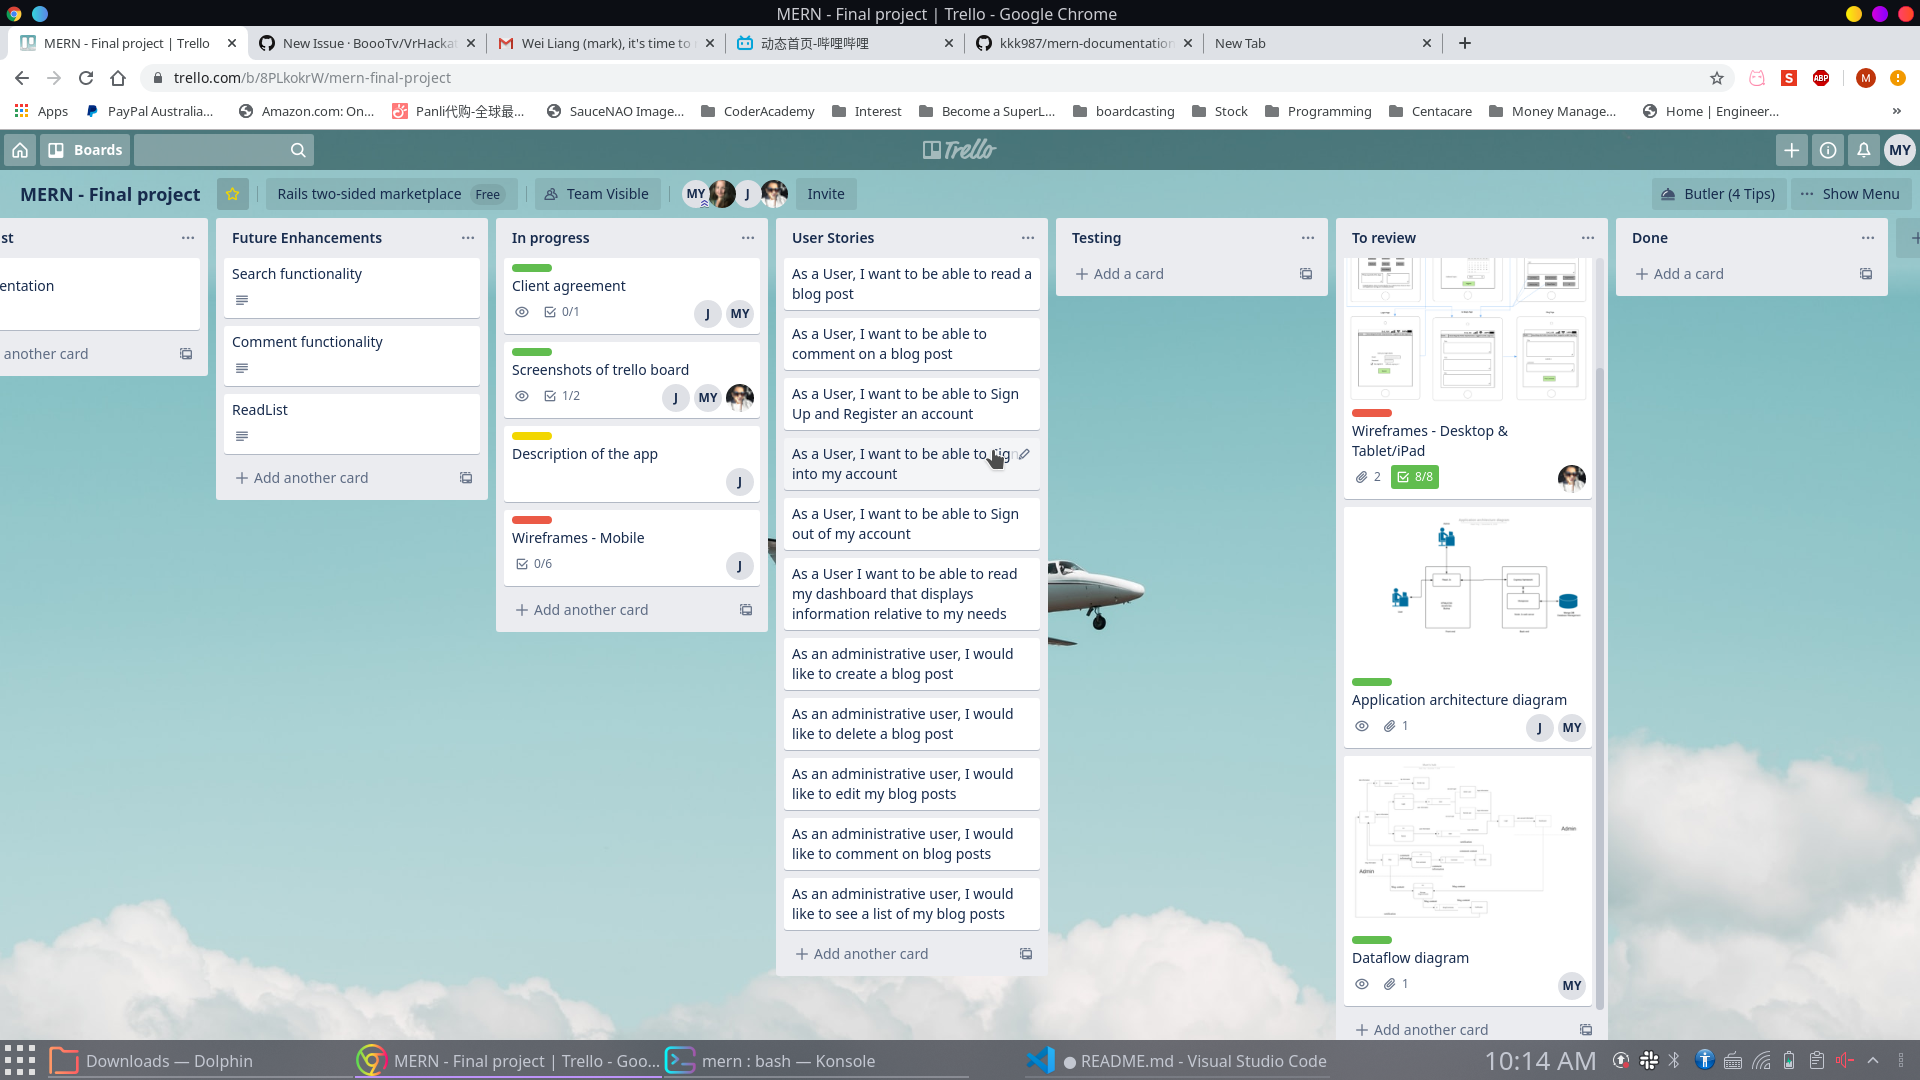 MERN - Final project | Trello - Google Chrome
MERN - Final project | Trello
New Issue · BoooTv/VrHackat
Wei Liang (mark), it's time to
动态首页-哔哩哔哩
kkk987/mern-documentation
New Tab
trello.com/b/8PLkokrW/mern-final-project
S
ABP
M
Apps
PayPal Australia...
Amazon.com: On...
Panli代购-全球最...
SauceNAO Image...
CoderAcademy
Interest
Become a SuperL...
boardcasting
Stock
Programming
Centacare
Money Manage...
Home | Engineer...
Boards
Trello
MY
MERN - Final project
Rails two-sided marketplace Free
Team Visible
MY
J
Invite
Butler (4 Tips)
Show Menu
st
entation
another card
Future Enhancements
Search functionality
Comment functionality
ReadList
Add another card
In progress
Client agreement
0/1
J MY
Screenshots of trello board
1/2
J MY
Description of the app
J
Wireframes - Mobile
0/6
J
Add another card
User Stories
As a User, I want to be able to read a
blog post
As a User, I want to be able to
comment on a blog post
As a User, I want to be able to Sign
Up and Register an account
As a User, I want to be able to Sign
into my account
As a User, I want to be able to Sign
out of my account
As a User I want to be able to read
my dashboard that displays
information relative to my needs
As an administrative user, I would
like to create a blog post
As an administrative user, I would
like to delete a blog post
As an administrative user, I would
like to edit my blog posts
As an administrative user, I would
like to comment on blog posts
As an administrative user, I would
like to see a list of my blog posts
Add another card
Testing
Add a card
To review
Wireframes - Desktop &
Tablet/iPad
2
8/8
Application architecture diagram
1
J MY
Admin
Admin
Dataflow diagram
1
MY
Add another card
Done
Add a card
Downloads — Dolphin
MERN - Final project | Trello - Goo...
mern : bash — Konsole
README.md - Visual Studio Code
10:14 AM